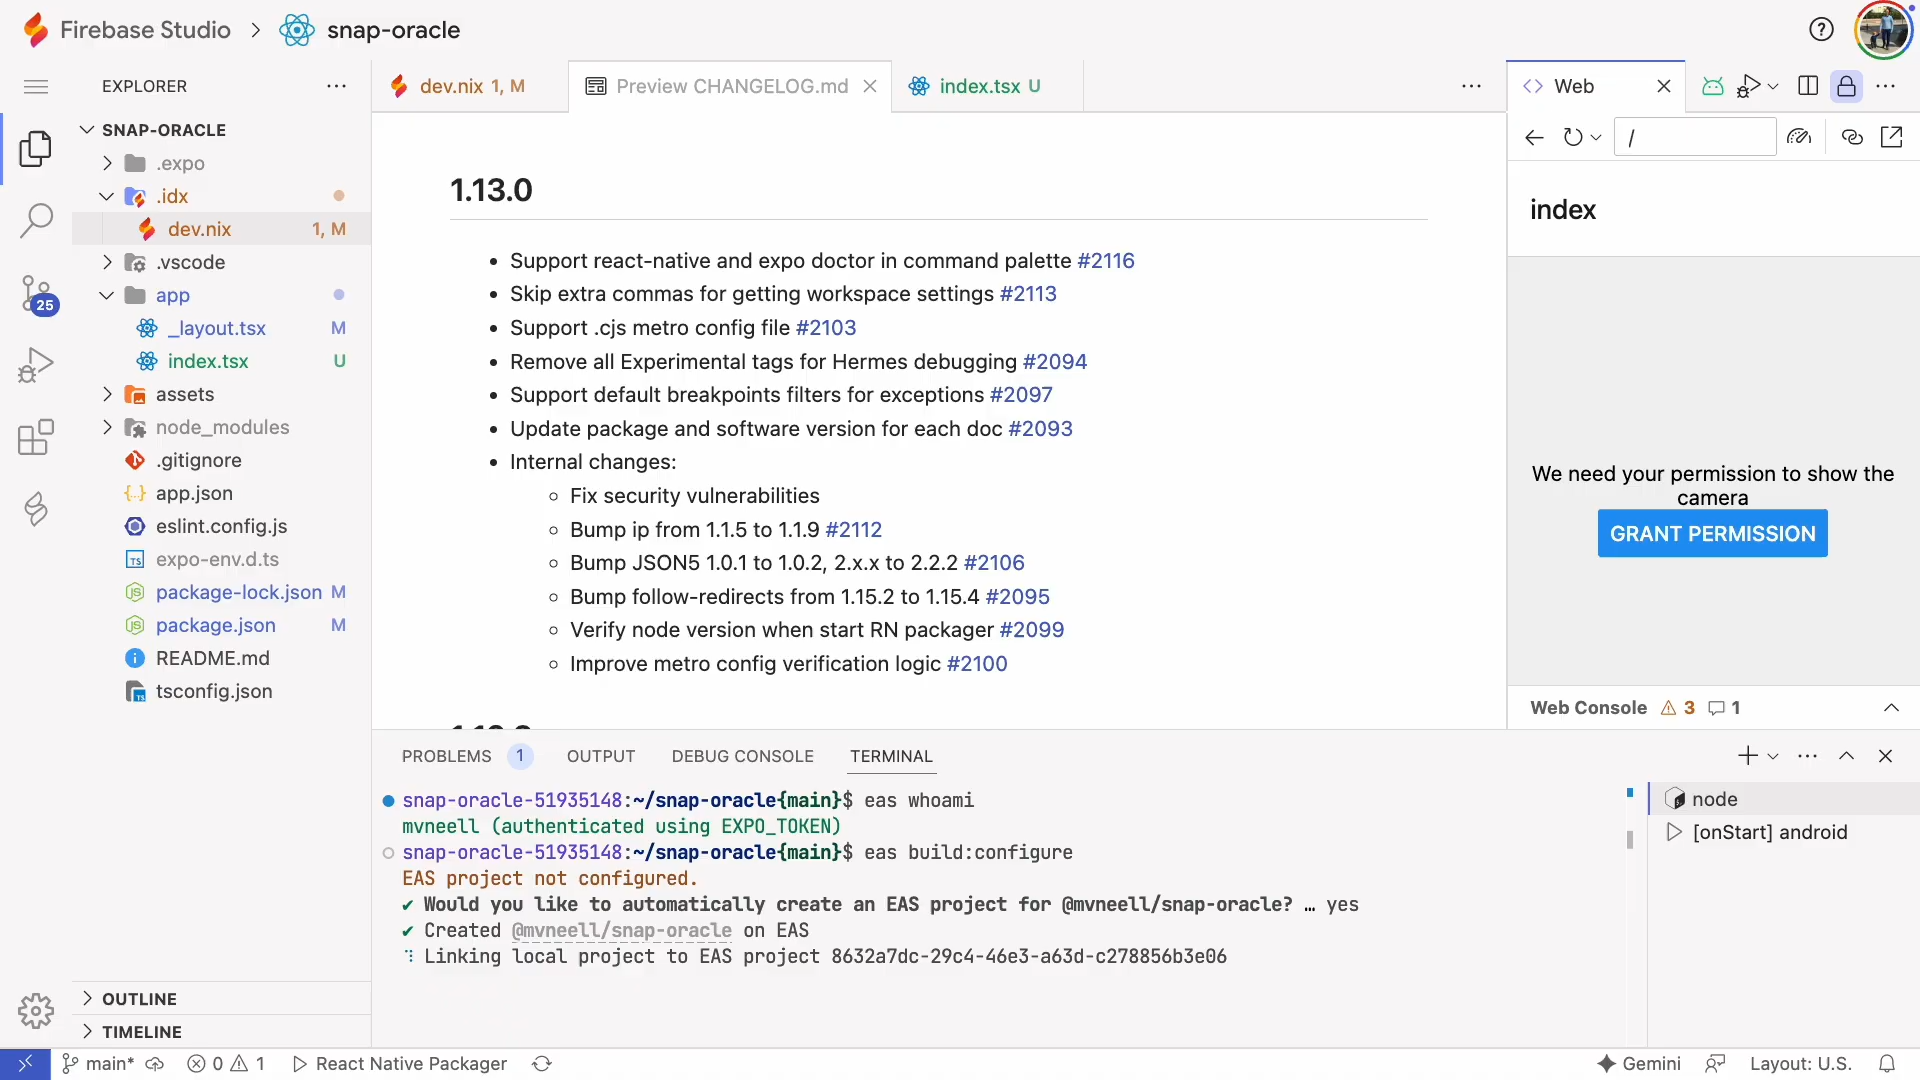 Firebase Studio > snap-oracle
EXPLORER
SNAP-ORACLE
.expo
.idx
dev.nix 1, M
.vscode
app
_layout.tsx M
index.tsx U
assets
node_modules
.gitignore
app.json
eslint.config.js
expo-env.d.ts
package-lock.json M
package.json M
README.md
tsconfig.json
OUTLINE
TIMELINE
25
dev.nix 1, M
Preview CHANGELOG.md
index.tsx U
1.13.0
Support react-native and expo doctor in command palette #2116
Skip extra commas for getting workspace settings #2113
Support .cjs metro config file #2103
Remove all Experimental tags for Hermes debugging #2094
Support default breakpoints filters for exceptions #2097
Update package and software version for each doc #2093
Internal changes:
Fix security vulnerabilities
Bump ip from 1.1.5 to 1.1.9 #2112
Bump JSON5 1.0.1 to 1.0.2, 2.x.x to 2.2.2 #2106
Bump follow-redirects from 1.15.2 to 1.15.4 #2095
Verify node version when start RN packager #2099
Improve metro config verification logic #2100
Web
/
index
We need your permission to show the
camera
GRANT PERMISSION
Web Console 3 1
PROBLEMS 1 OUTPUT DEBUG CONSOLE TERMINAL
snap-oracle-51935148:~/snap-oracle{main}$ eas whoami
mvneell (authenticated using EXPO_TOKEN)
snap-oracle-51935148:~/snap-oracle{main}$ eas build:configure
EAS project not configured.
✔ Would you like to automatically create an EAS project for @mvneell/snap-oracle? … yes
✔ Created @mvneell/snap-oracle on EAS
Linking local project to EAS project 8632a7dc-29c4-46e3-a63d-c278856b3e06
node
[onStart] android
main* 0 1 React Native Packager
Gemini Layout: U.S.